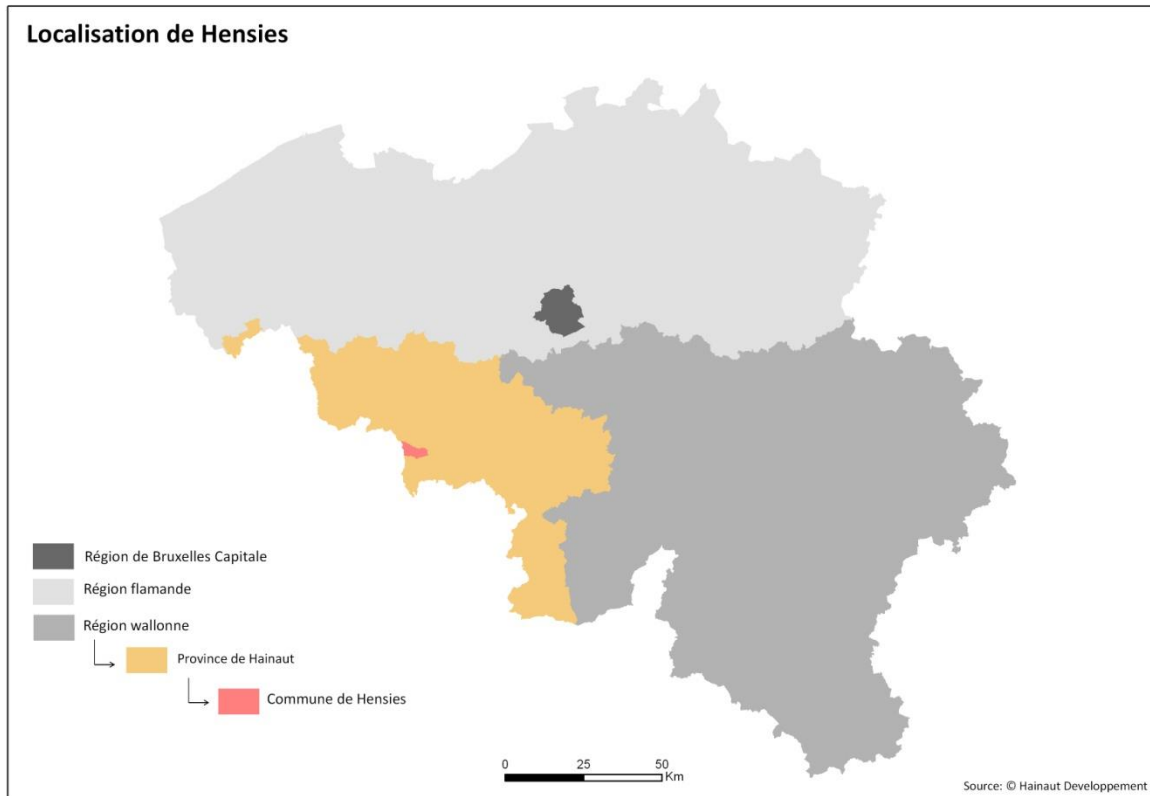 Localisation de Hensies
Région de Bruxelles Capitale
Région flamande
Région wallonne
Province de Hainaut
Commune de Hensies
0 25 50
Km
Source: © Hainaut Developpement